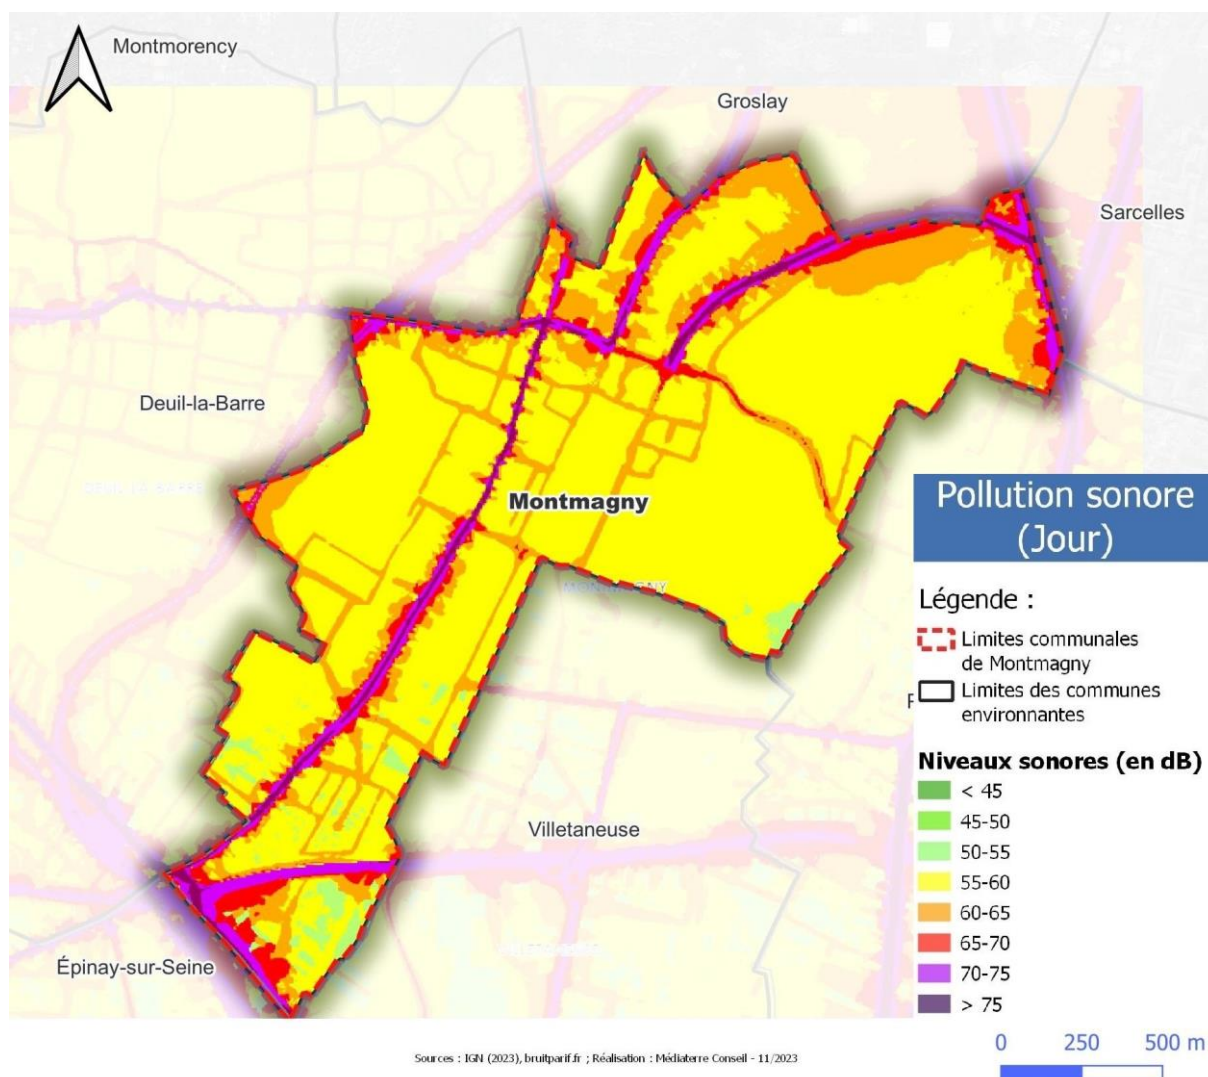 Montmorency
Groslay
Sarcelles
Deuil-la-Barre
Montmagny
Villetaneuse
Épinay-sur-Seine
Pollution sonore
(Jour)
Légende :
Limites communales
de Montmagny
Limites des communes
environnantes
Niveaux sonores (en dB)
< 45
45-50
50-55
55-60
60-65
65-70
70-75
> 75
0 250 500 m
Sources : IGN (2023), bruitparif.fr ; Réalisation : Médiaterre Conseil - 11/2023